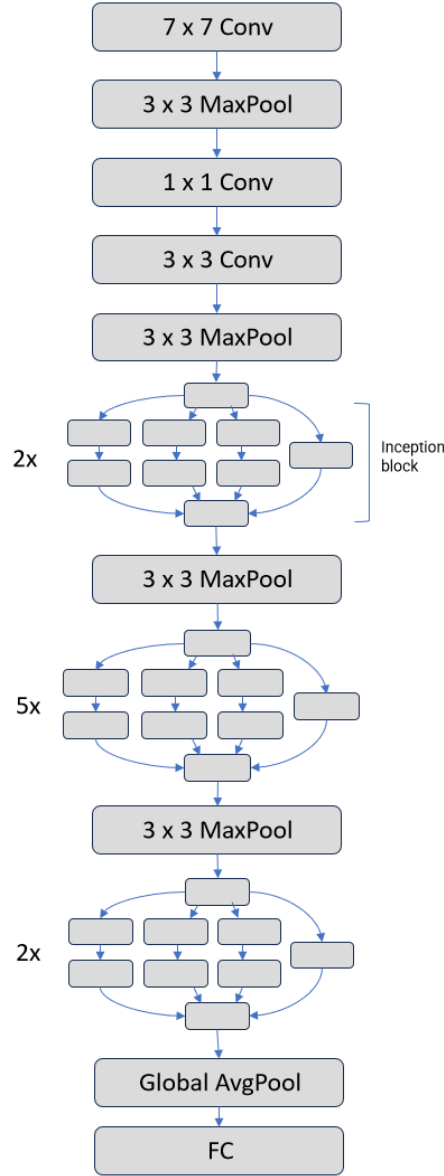 7 x 7 Conv
3 x 3 MaxPool
1 x 1 Conv
3 x 3 Conv
3 x 3 MaxPool
2x
Inception
block
3 x 3 MaxPool
5x
3 x 3 MaxPool
2x
Global AvgPool
FC